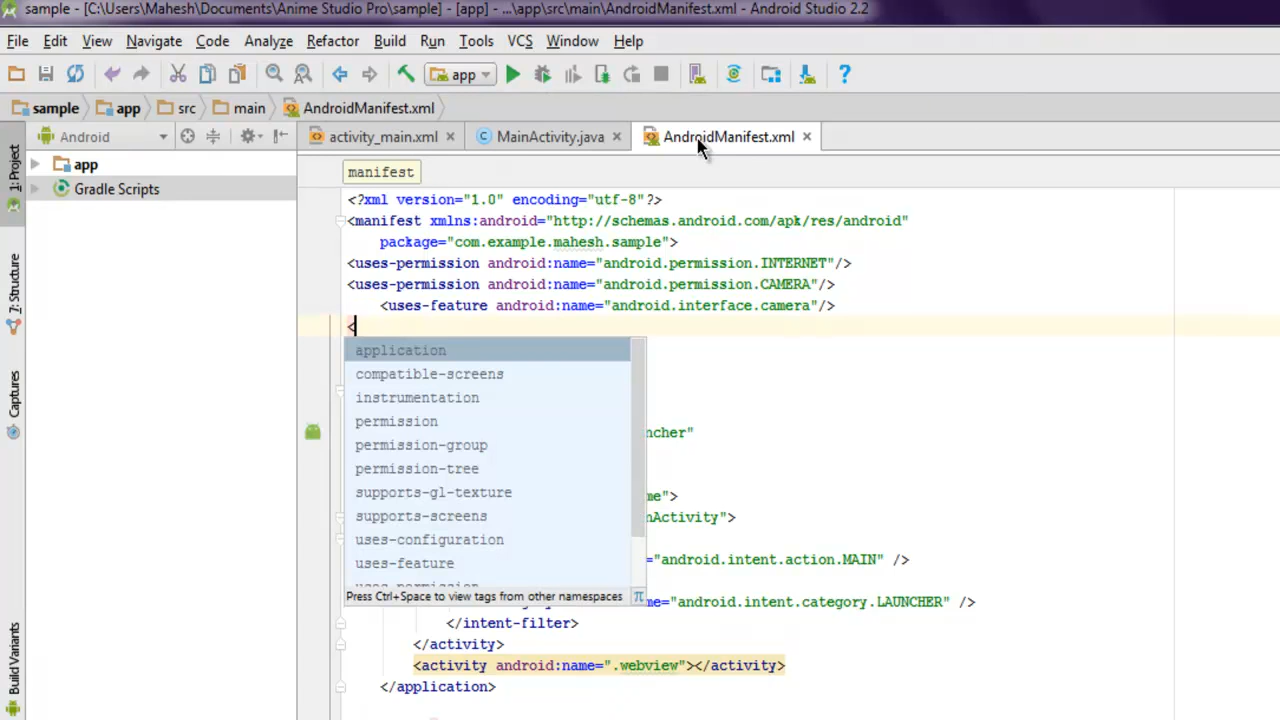 sample - [C:\Users\Mahesh\Documents\Anime Studio Pro\sample] - [app] - ...\app\src\main\AndroidManifest.xml - Android Studio 2.2
File Edit View Navigate Code Analyze Refactor Build Run Tools VCS Window Help
app
sample app src main AndroidManifest.xml
Android
activity_main.xml MainActivity.java AndroidManifest.xml
1: Project
7: Structure
Captures
Build Variants
app
Gradle Scripts
manifest
<?xml version="1.0" encoding="utf-8"?>
<manifest xmlns:android="http://schemas.android.com/apk/res/android"
package="com.example.mahesh.sample">
<uses-permission android:name="android.permission.INTERNET"/>
<uses-permission android:name="android.permission.CAMERA"/>
<uses-feature android:name="android.interface.camera"/>
<
application
compatible-screens
instrumentation
permission
permission-group
permission-tree
supports-gl-texture
supports-screens
uses-configuration
uses-feature
uses-permission
Press Ctrl+Space to view tags from other namespaces π
ncher"
me">
nActivity">
="android.intent.action.MAIN" />
me="android.intent.category.LAUNCHER" />
</intent-filter>
</activity>
<activity android:name=".webview"></activity>
</application>